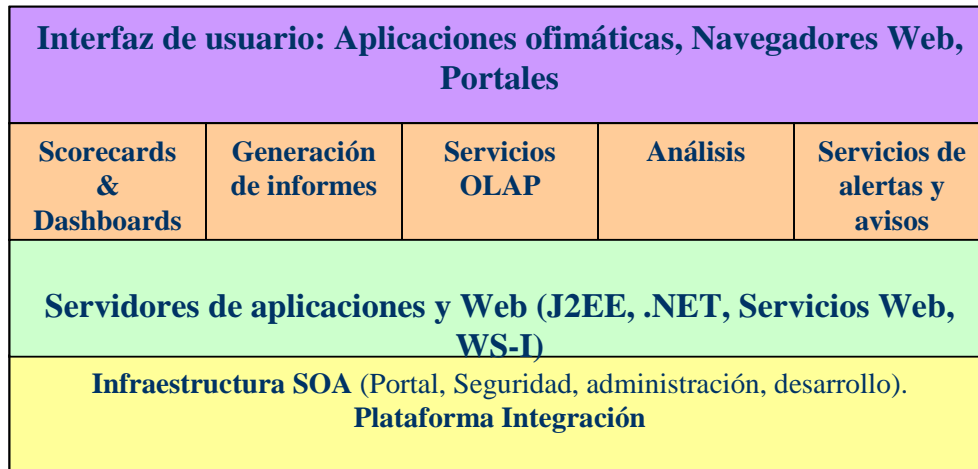 Interfaz de usuario: Aplicaciones ofimáticas, Navegadores Web,
Portales
Scorecards
&
Dashboards
Generación
de informes
Servicios
OLAP
Análisis
Servicios de
alertas y
avisos
Servidores de aplicaciones y Web (J2EE, .NET, Servicios Web,
WS-I)
Infraestructura SOA (Portal, Seguridad, administración, desarrollo).
Plataforma Integración